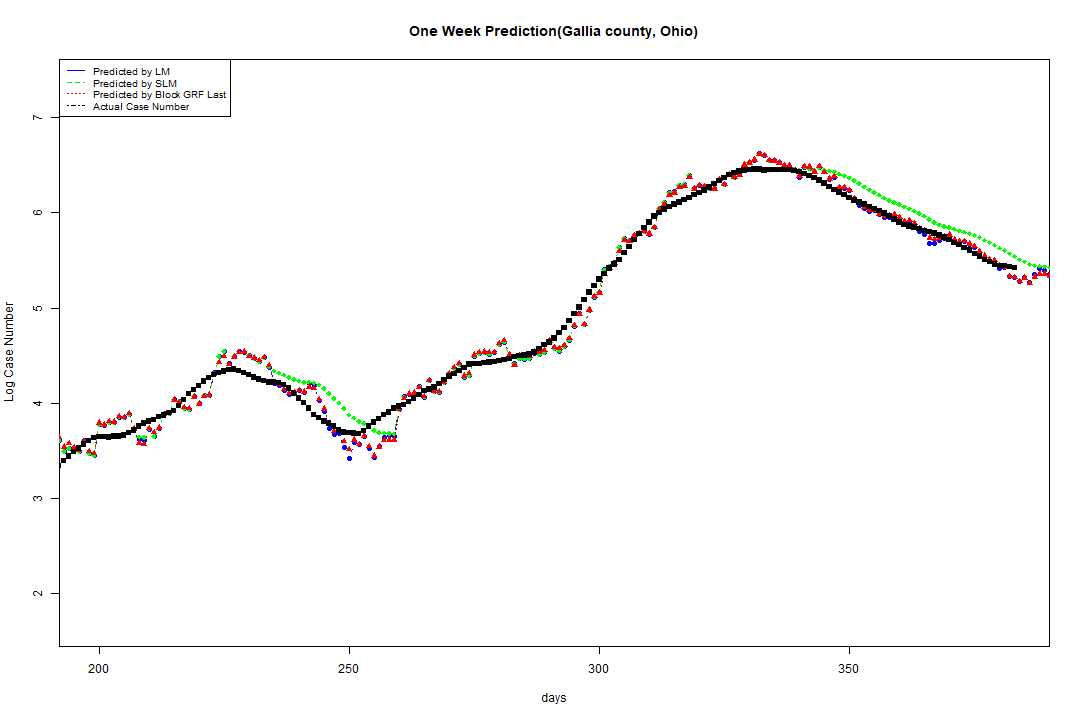 One Week Prediction(Gallia county, Ohio)
Predicted by LM
Predicted by SLM
Predicted by Block GRF Last
Actual Case Number
7
6
5
4
3
2
Log Case Number
200 250 300 350
days